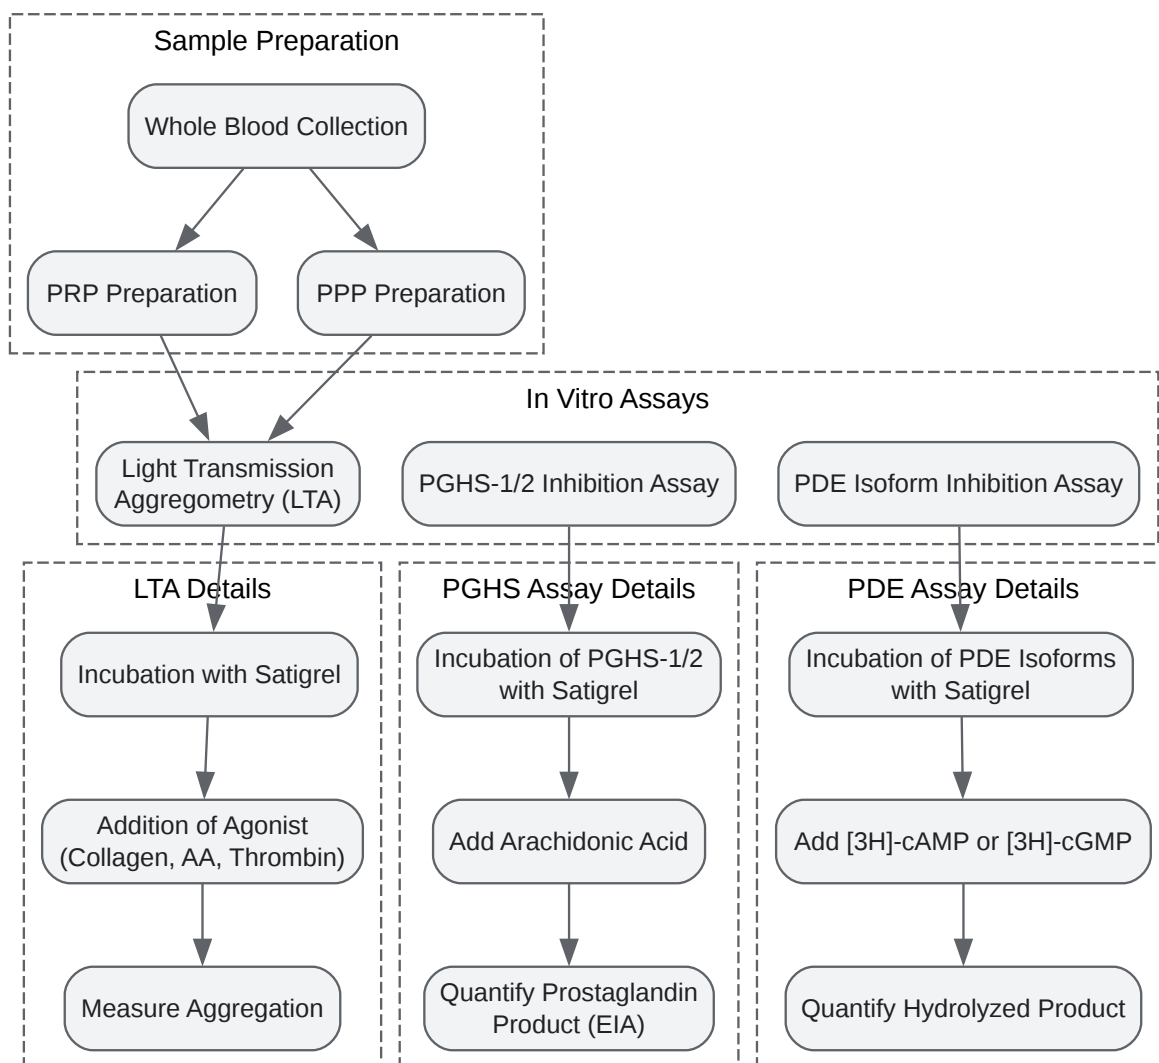 Sample Preparation
Whole Blood Collection
PRP Preparation
PPP Preparation
In Vitro Assays
Light Transmission
Aggregometry (LTA)
PGHS-1/2 Inhibition Assay
PDE Isoform Inhibition Assay
LTA Details
PGHS Assay Details
PDE Assay Details
Incubation with Satigrel
Incubation of PGHS-1/2
with Satigrel
Incubation of PDE Isoforms
with Satigrel
Addition of Agonist
(Collagen, AA, Thrombin)
Add Arachidonic Acid
Add [3H]-cAMP or [3H]-cGMP
Measure Aggregation
Quantify Prostaglandin
Product (EIA)
Quantify Hydrolyzed Product